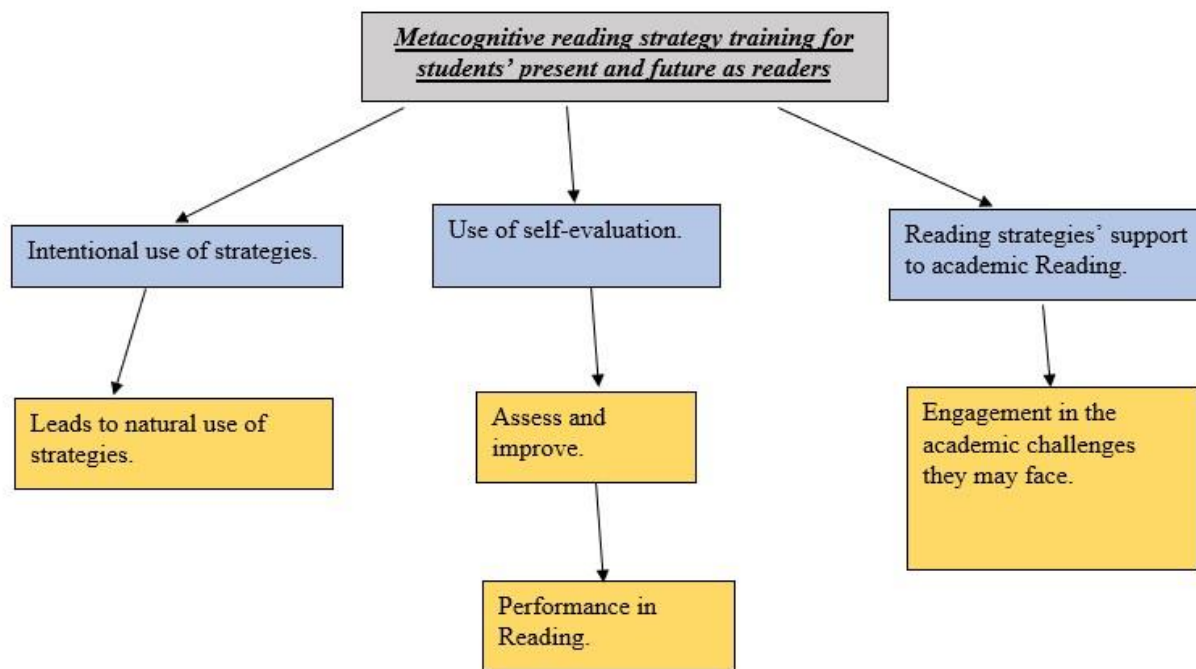 Metacognitive reading strategy training for
students’ present and future as readers
Intentional use of strategies.
Use of self-evaluation.
Reading strategies’ support
to academic Reading.
Leads to natural use of
strategies.
Assess and
improve.
Engagement in the
academic challenges
they may face.
Performance in
Reading.